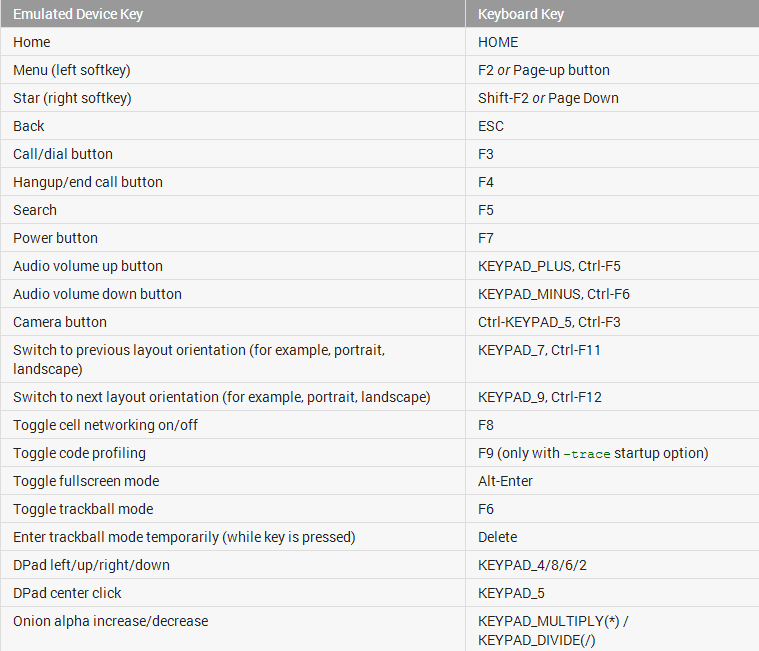 Emulated Device Key Keyboard Key
Home HOME
Menu (left softkey) F2 or Page-up button
Star (right softkey) Shift-F2 or Page Down
Back ESC
Call/dial button F3
Hangup/end call button F4
Search F5
Power button F7
Audio volume up button KEYPAD_PLUS, Ctrl-F5
Audio volume down button KEYPAD_MINUS, Ctrl-F6
Camera button Ctrl-KEYPAD_5, Ctrl-F3
Switch to previous layout orientation (for example, portrait, KEYPAD_7, Ctrl-F11
landscape)
Switch to next layout orientation (for example, portrait, landscape) KEYPAD_9, Ctrl-F12
Toggle cell networking on/off F8
Toggle code profiling F9 (only with -trace startup option)
Toggle fullscreen mode Alt-Enter
Toggle trackball mode F6
Enter trackball mode temporarily (while key is pressed) Delete
DPad left/up/right/down KEYPAD_4/8/6/2
DPad center click KEYPAD_5
Onion alpha increase/decrease KEYPAD_MULTIPLY(*) /
KEYPAD_DIVIDE(/)